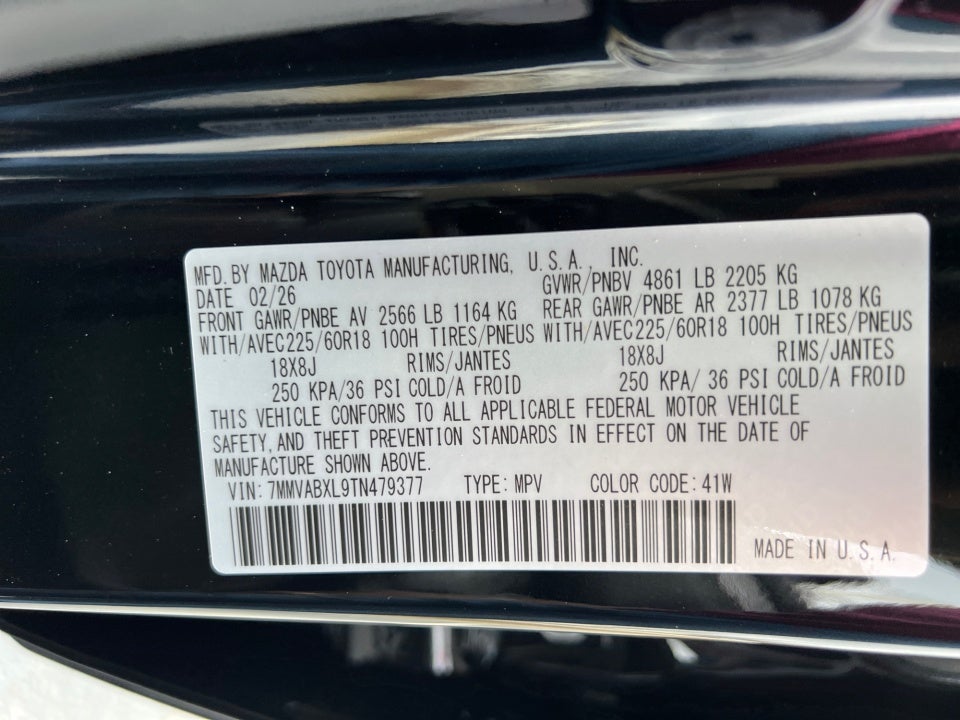 MFD. BY MAZDA TOYOTA MANUFACTURING, U.S.A., INC.
DATE 02/26 GVWR/PNBV 4861 LB 2205 KG
FRONT GAWR/PNBE AV 2566 LB 1164 KG REAR GAWR/PNBE AR 2377 LB 1078 KG
WITH/AVEC225/60R18 100H TIRES/PNEUS WITH/AVEC225/60R18 100H TIRES/PNEUS
18X8J RIMS/JANTES 18X8J RIMS/JANTES
250 KPA/36 PSI COLD/A FROID 250 KPA/ 36 PSI COLD/A FROID
THIS VEHICLE CONFORMS TO ALL APPLICABLE FEDERAL MOTOR VEHICLE
SAFETY, AND THEFT PREVENTION STANDARDS IN EFFECT ON THE DATE OF
MANUFACTURE SHOWN ABOVE.
VIN: 7MMVABXL9TN479377 TYPE: MPV COLOR CODE: 41W
MADE IN U.S.A.